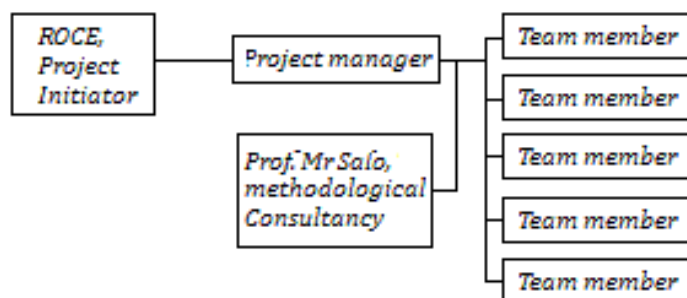 ROCE,
Project
Initiator
Project manager
Prof. Mr Salo,
methodological
Consultancy
Team member
Team member
Team member
Team member
Team member